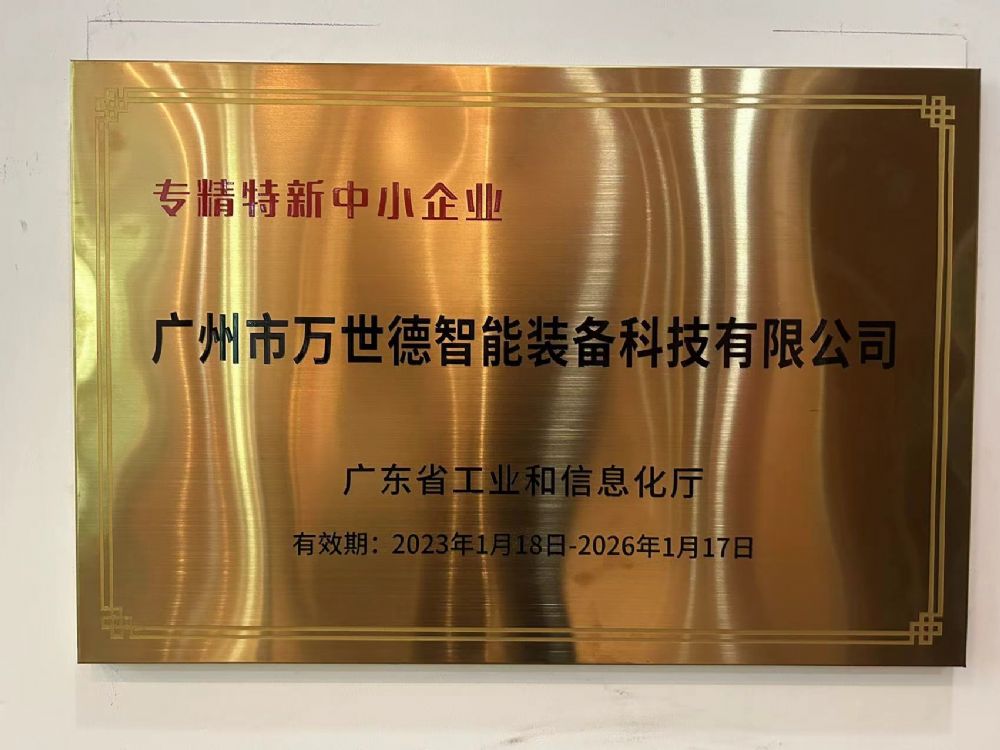 专精特新中小企业
广州市万世德智能装备科技有限公司
广东省工业和信息化厅
有效期：2023年1月18日-2026年1月17日